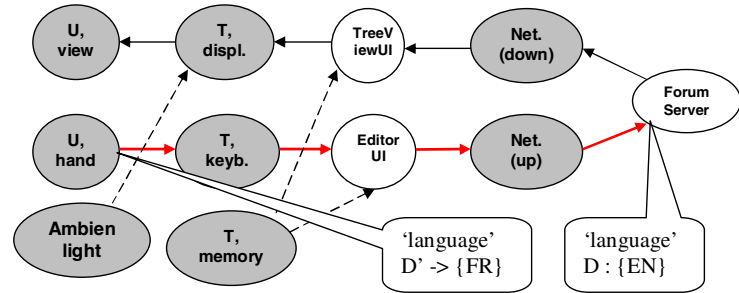 U,
view
T,
displ.
TreeV
iewUI
Net.
(down)
Forum
Server
U,
hand
T,
keyb.
Editor
UI
Net.
(up)
Ambien
light
T,
memory
‘language’
D’ -> {FR}
‘language’
D : {EN}